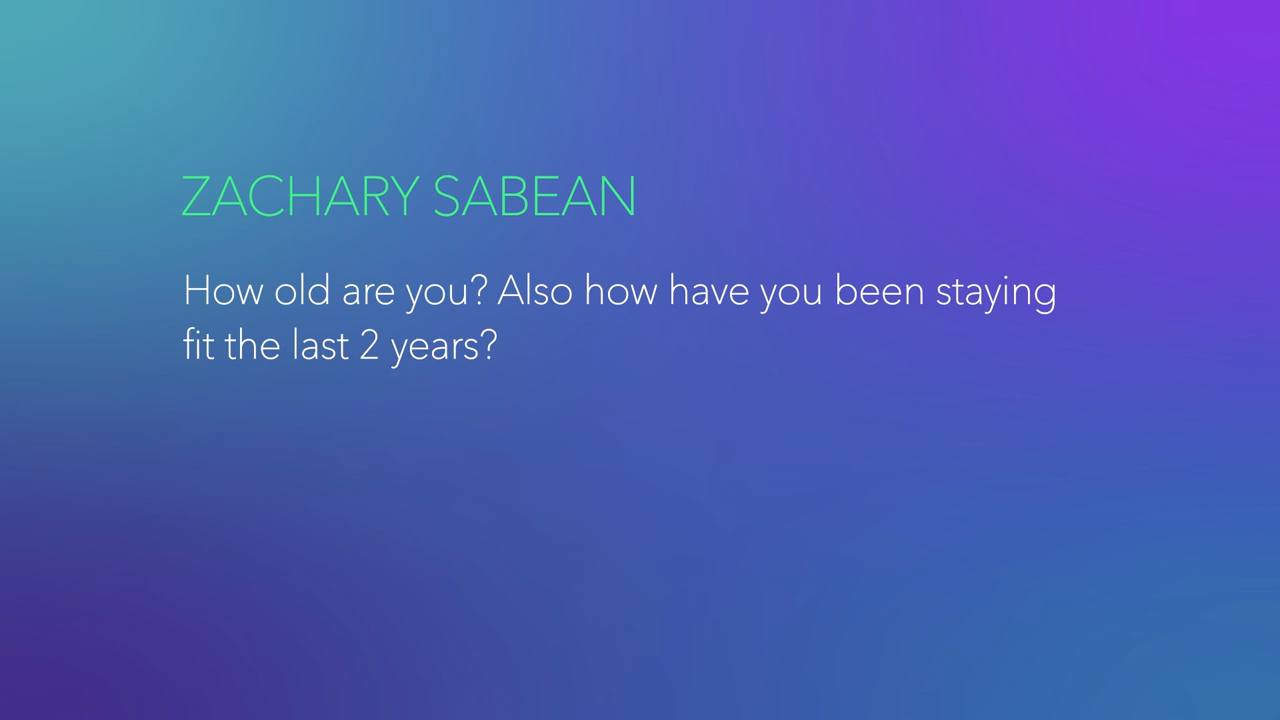 ZACHARY SABEAN
How old are you? Also how have you been staying
fit the last 2 years?